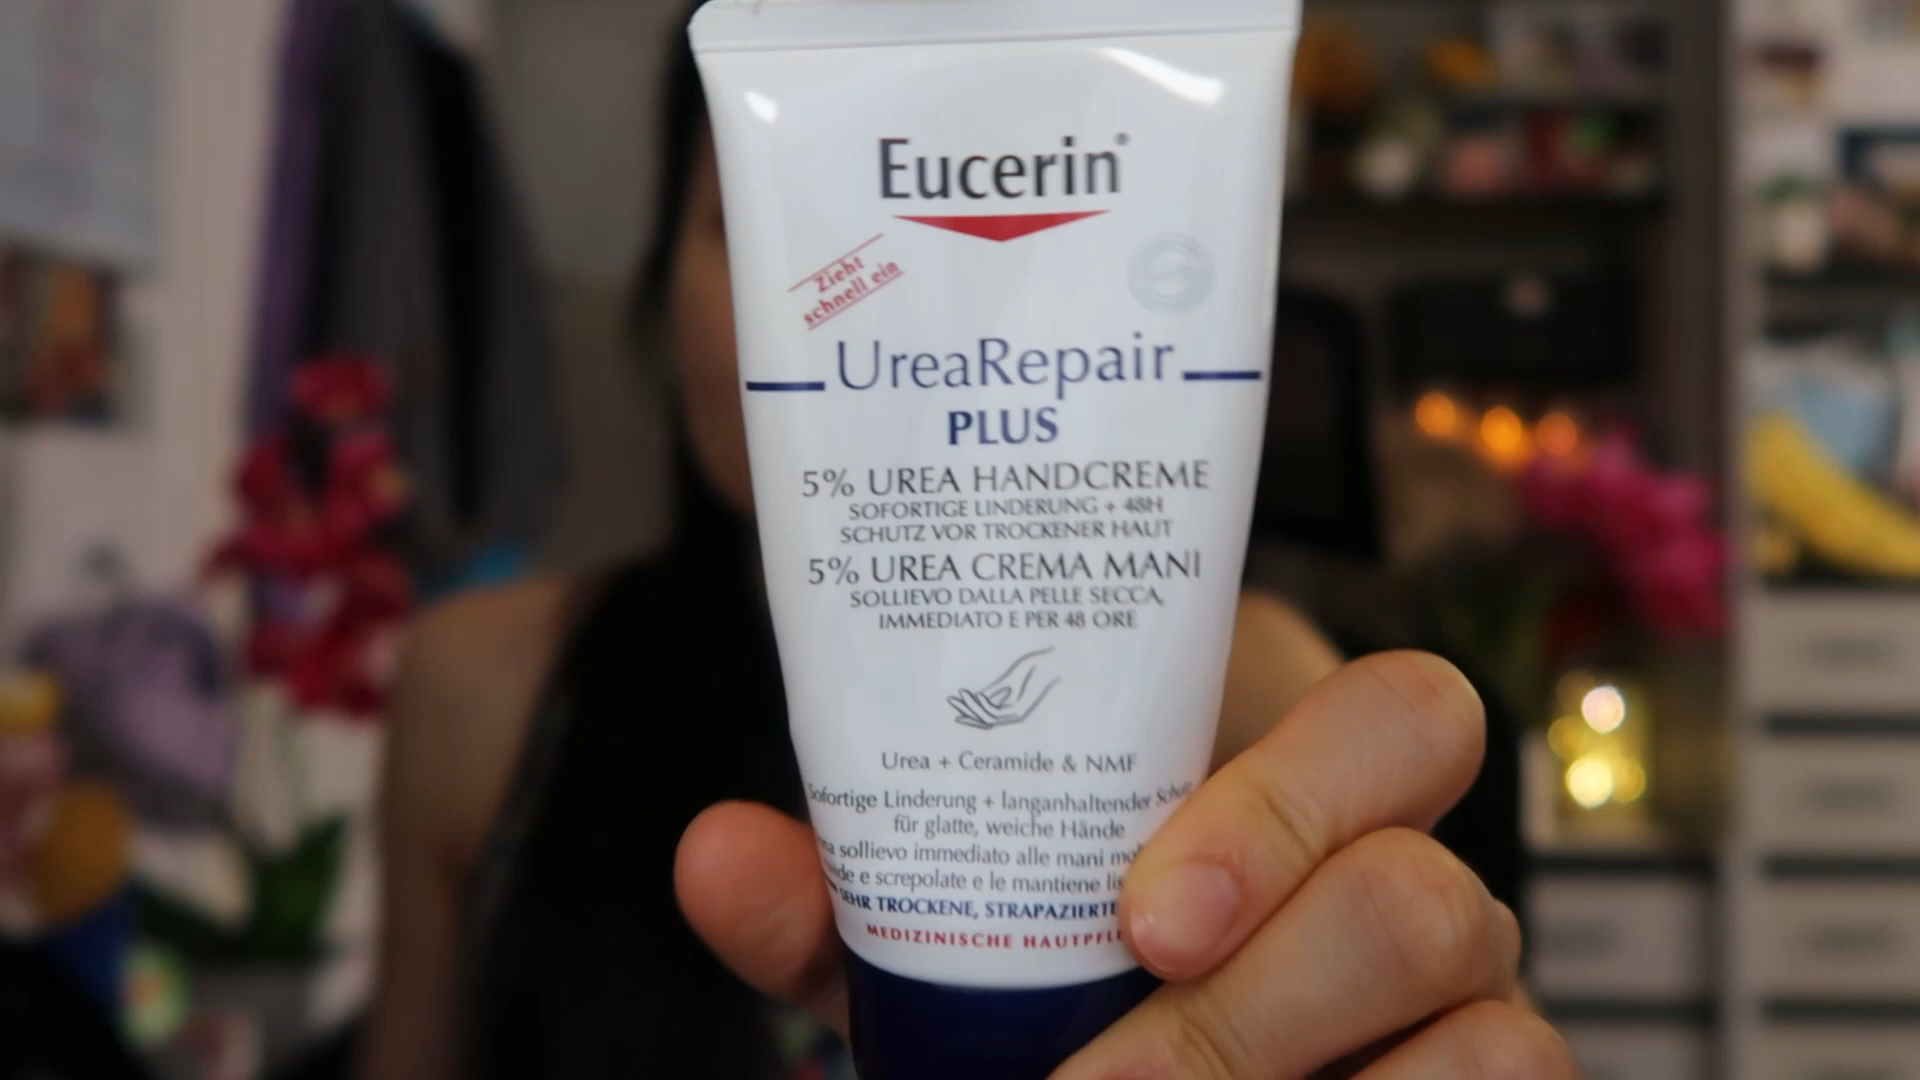 Eucerin®
Zieht
schnell ein
UreaRepair
PLUS
5% UREA HANDCREME
SOFORTIGE LINDERUNG + 48H
SCHUTZ VOR TROCKENER HAUT
5% UREA CREMA MANI
SOLLIEVO DALLA PELLE SECCA,
IMMEDIATO E PER 48 ORE
Urea + Ceramide & NMF
Sofortige Linderung + langanhaltender
für glatte, weiche Hände
sollievo immediato alle mani
e screpolate e le mantiene
SEHR TROCKENE, STRAPAZIERTE
MEDIZINISCHE